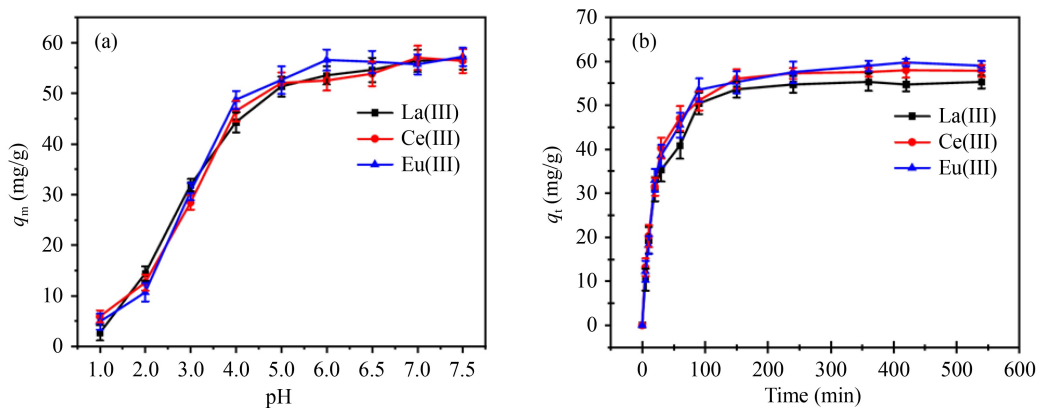 (a)
La(III)
Ce(III)
Eu(III)
qm (mg/g)
60
50
40
30
20
10
0
1.0 2.0 3.0 4.0 5.0 6.0 6.5 7.0 7.5
pH
(b)
La(III)
Ce(III)
Eu(III)
qt (mg/g)
70
60
50
40
30
20
10
0
0 100 200 300 400 500 600
Time (min)